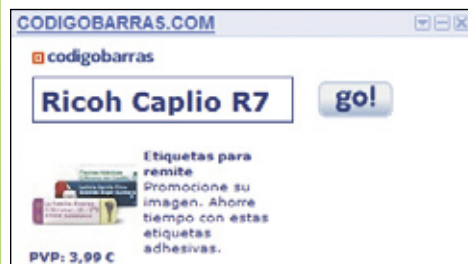 CODIGOBARRAS.COM
codigobarras
Ricoh Caplio R7
go!
Etiquetas para
remite
Promocione su
imagen. Ahorre
tiempo con estas
etiquetas
adhesivas.
PVP: 3,99 €